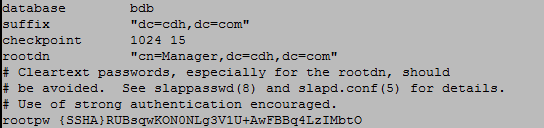 database        bdb
suffix          "dc=cdh,dc=com"
checkpoint      1024 15
rootdn          "cn=Manager,dc=cdh,dc=com"
# Cleartext passwords, especially for the rootdn, should
# be avoided.  See slappasswd(8) and slapd.conf(5) for details.
# Use of strong authentication encouraged.
rootpw {SSHA}RUBsqwKON0NLg3V1U+AwFBBq4LzIMbtO